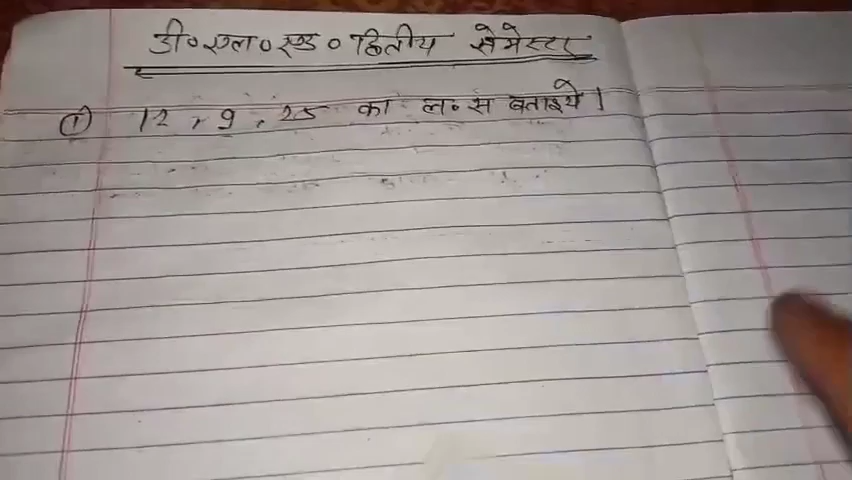 डी०एल०एड० द्वितीय सेमेस्टर
① 12, 9, 25 का ल०स बताइये।